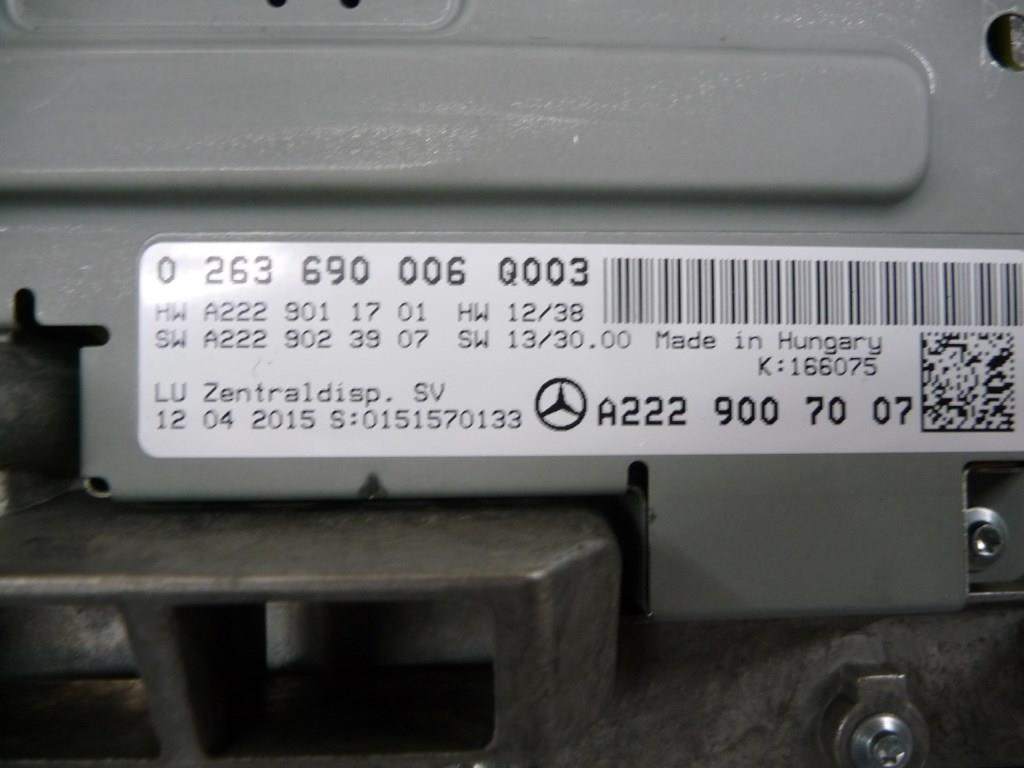 0 263 690 006 Q003
HW A222 901 17 01 HW 12/38
SW A222 902 39 07 SW 13/30.00 Made in Hungary
K:166075
LU Zentraldisp. SV
12 04 2015 S:0151570133 A222 900 70 07